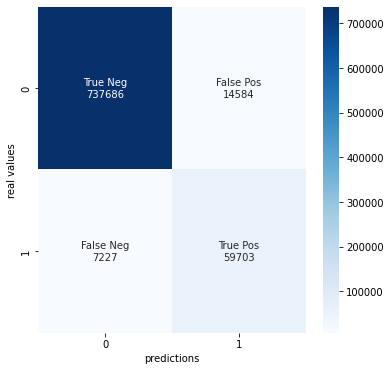 True Neg
737686
False Pos
14584
False Neg
7227
True Pos
59703
0
1
real values
0
1
predictions
700000
600000
500000
400000
300000
200000
100000